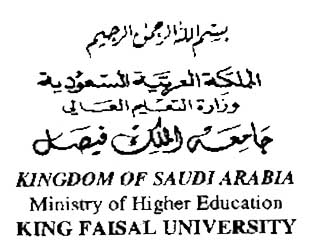 بسم الله الرحمن الرحيم
المملكة العربية السعودية
وزارة التعليم العالي
جامعة الملك فيصل
KINGDOM OF SAUDI ARABIA
Ministry of Higher Education
KING FAISAL UNIVERSITY